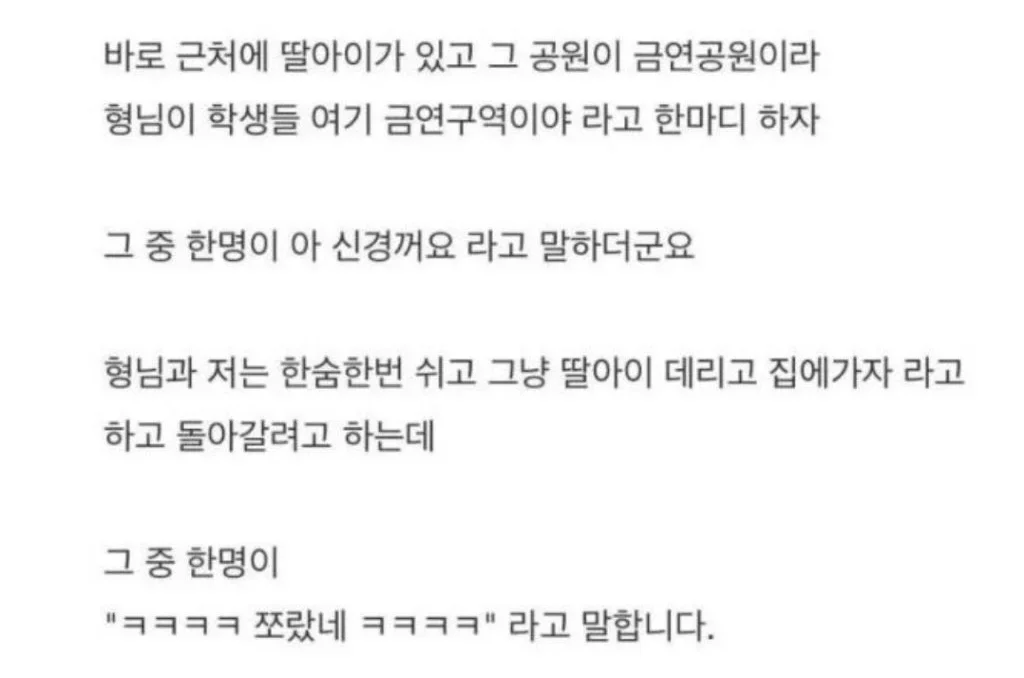 바로 근처에 딸아이가 있고 그 공원이 금연공원이라
형님이 학생들 여기 금연구역이야 라고 한마디 하자
그 중 한명이 아 신경꺼요 라고 말하더군요
형님과 저는 한숨한번 쉬고 그냥 딸아이 데리고 집에가자 라고
하고 돌아갈려고 하는데
그 중 한명이
"ㅋㅋㅋㅋ 쪼랐네 ㅋㅋㅋㅋ" 라고 말합니다.